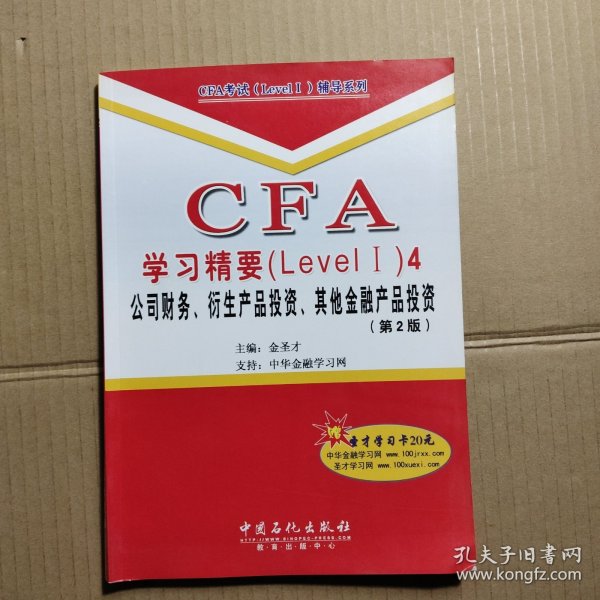 CFA考试（Level Ⅰ）辅导系列
CFA
学习精要(Level Ⅰ)4
公司财务、衍生产品投资、其他金融产品投资
（第2版）
主编：金圣才
支持：中华金融学习网
赠 圣才学习卡20元
中华金融学习网 www.100jrxx.com
圣才学习网 www.100xuexi.com
中国石化出版社
HTTP://WWW.SINOPEC-PRESS.COM
教·育·出·版·中·心
孔夫子旧书网
www.kongfz.com